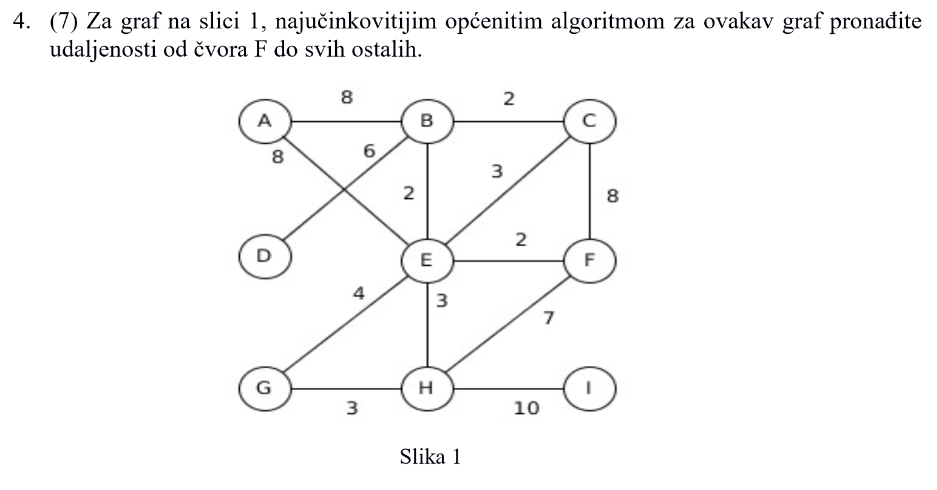 4. (7) Za graf na slici 1, najučinkovitijim općenitim algoritmom za ovakav graf pronađite
udaljenosti od čvora F do svih ostalih.
8
2
A
B
C
8
6
3
2
8
D
2
E
F
4
3
7
G
H
I
3
10
Slika 1